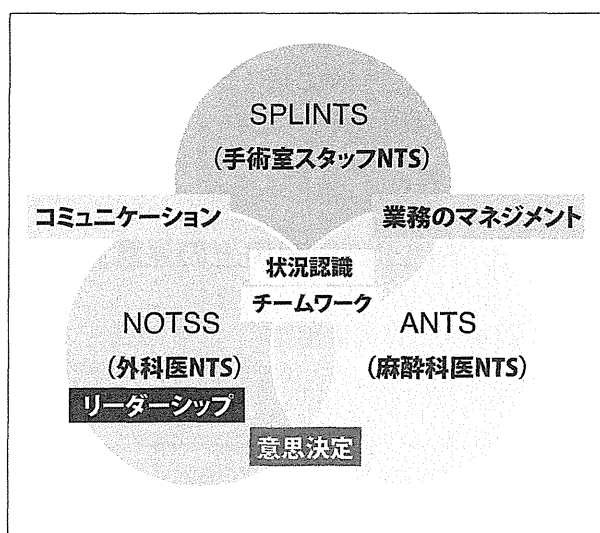 SPLINTS
(手術室スタッフNTS)
コミュニケーション
業務のマネジメント
状況認識
チームワーク
NOTSS
(外科医NTS)
リーダーシップ
ANTS
(麻酔科医NTS)
意思決定